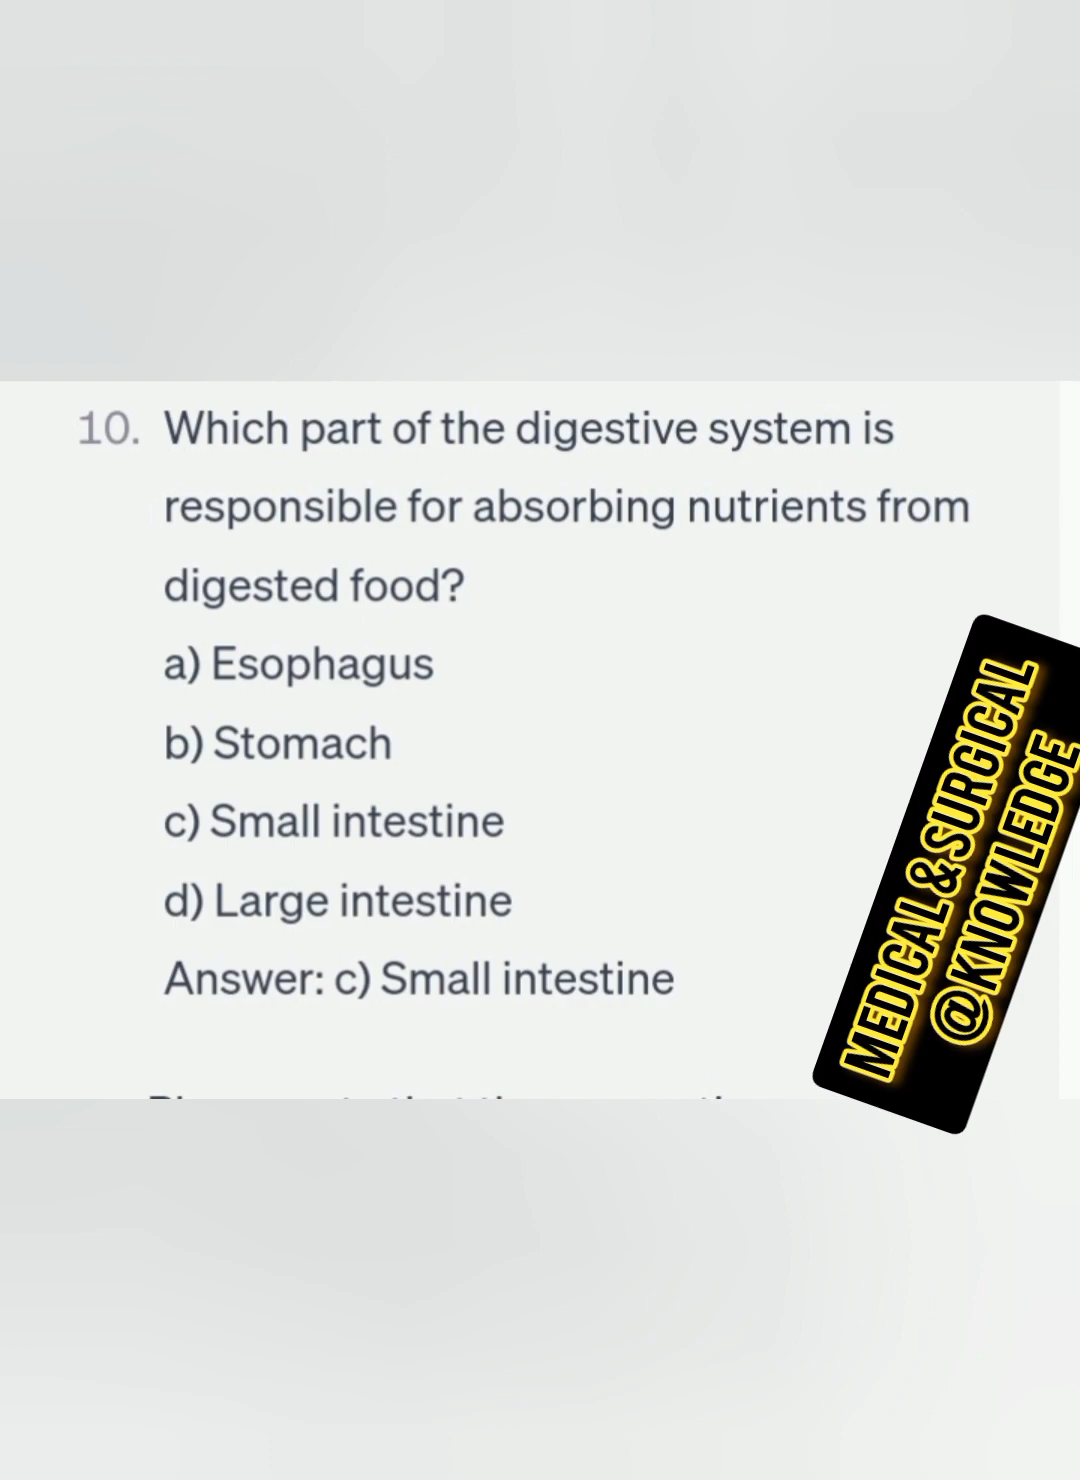 10. Which part of the digestive system is
responsible for absorbing nutrients from
digested food?
a) Esophagus
b) Stomach
c) Small intestine
d) Large intestine
Answer: c) Small intestine
MEDICAL & SURGICAL
@KNOWLEDGE